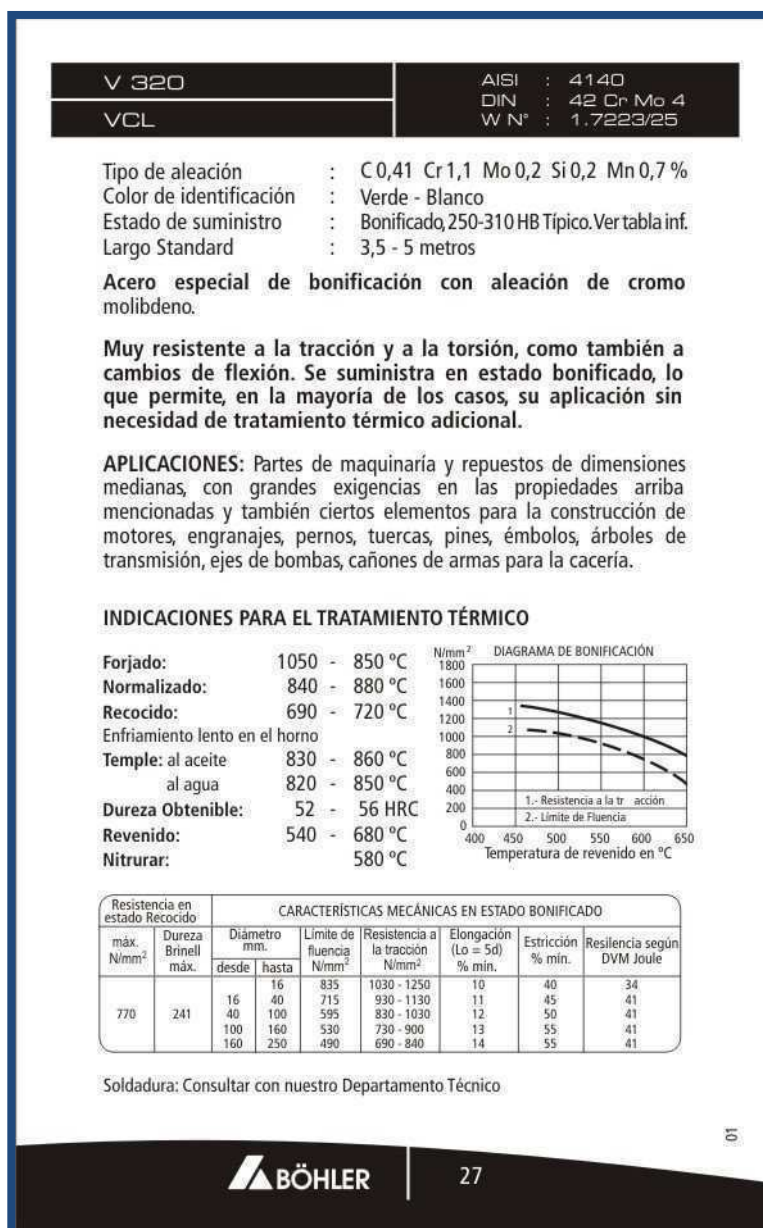 V 320
VCL
AISI : 4140
DIN : 42 Cr Mo 4
W N° : 1.7223/25
Tipo de aleación : C 0,41 Cr 1,1 Mo 0,2 Si 0,2 Mn 0,7 %
Color de identificación : Verde - Blanco
Estado de suministro : Bonificado, 250-310 HB Típico. Ver tabla inf.
Largo Standard : 3,5 - 5 metros
Acero especial de bonificación con aleación de cromo
molibdeno.
Muy resistente a la tracción y a la torsión, como también a
cambios de flexión. Se suministra en estado bonificado, lo
que permite, en la mayoría de los casos, su aplicación sin
necesidad de tratamiento térmico adicional.
APLICACIONES: Partes de maquinaría y repuestos de dimensiones
medianas, con grandes exigencias en las propiedades arriba
mencionadas y también ciertos elementos para la construcción de
motores, engranajes, pernos, tuercas, pines, émbolos, árboles de
transmisión, ejes de bombas, cañones de armas para la cacería.
INDICACIONES PARA EL TRATAMIENTO TÉRMICO
Forjado: 1050 - 850 ºC
Normalizado: 840 - 880 ºC
Recocido: 690 - 720 ºC
Enfriamiento lento en el horno
Temple: al aceite 830 - 860 ºC
al agua 820 - 850 ºC
Dureza Obtenible: 52 - 56 HRC
Revenido: 540 - 680 ºC
Nitrurar: 580 ºC
N/mm² DIAGRAMA DE BONIFICACIÓN
1800
1600
1400
1200
1000
800
600
400
200
0
1
2
1.- Resistencia a la tr acción
2.- Límite de Fluencia
400 450 500 550 600 650
Temperatura de revenido en °C
Resistencia en
estado Recocido
CARACTERÍSTICAS MECÁNICAS EN ESTADO BONIFICADO
máx.
N/mm²
Dureza
Brinell
máx.
Diámetro
mm.
desde hasta
Límite de
fluencia
N/mm²
Resistencia a
la tracción
N/mm²
Elongación
(Lo = 5d)
% mín.
Estricción
% mín.
Resilencia según
DVM Joule
770 241
16 835 1030 - 1250 10 40 34
16 40 715 930 - 1130 11 45 41
40 100 595 830 - 1030 12 50 41
100 160 530 730 - 900 13 55 41
160 250 490 690 - 840 14 55 41
Soldadura: Consultar con nuestro Departamento Técnico
01
BÖHLER
27